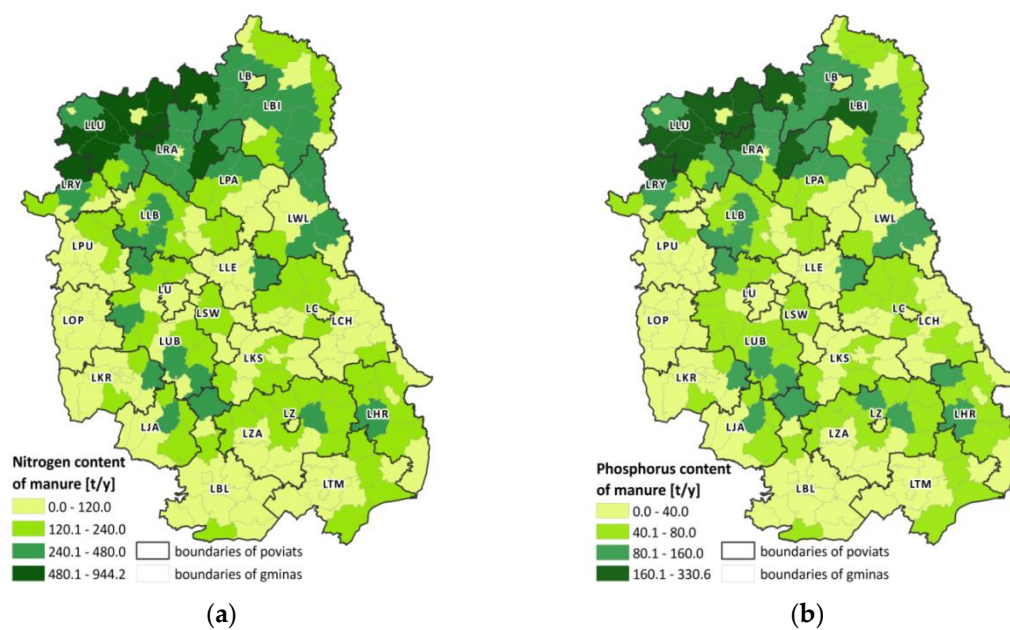 LB
LBI
LLU
LRA
LRY
LPA
LLB
LWL
LPU
LLE
LU
LSW
LC
LCH
LOP
LUB
LKS
LKR
LHR
LZ
LJA
LZA
LBL
LTM
Nitrogen content
of manure [t/y]
0.0 - 120.0
120.1 - 240.0
240.1 - 480.0
480.1 - 944.2
boundaries of poviats
boundaries of gminas
(a)
LB
LBI
LLU
LRA
LRY
LPA
LLB
LWL
LPU
LLE
LU
LSW
LC
LCH
LOP
LUB
LKS
LKR
LHR
LZ
LJA
LZA
LBL
LTM
Phosphorus content
of manure [t/y]
0.0 - 40.0
40.1 - 80.0
80.1 - 160.0
160.1 - 330.6
boundaries of poviats
boundaries of gminas
(b)